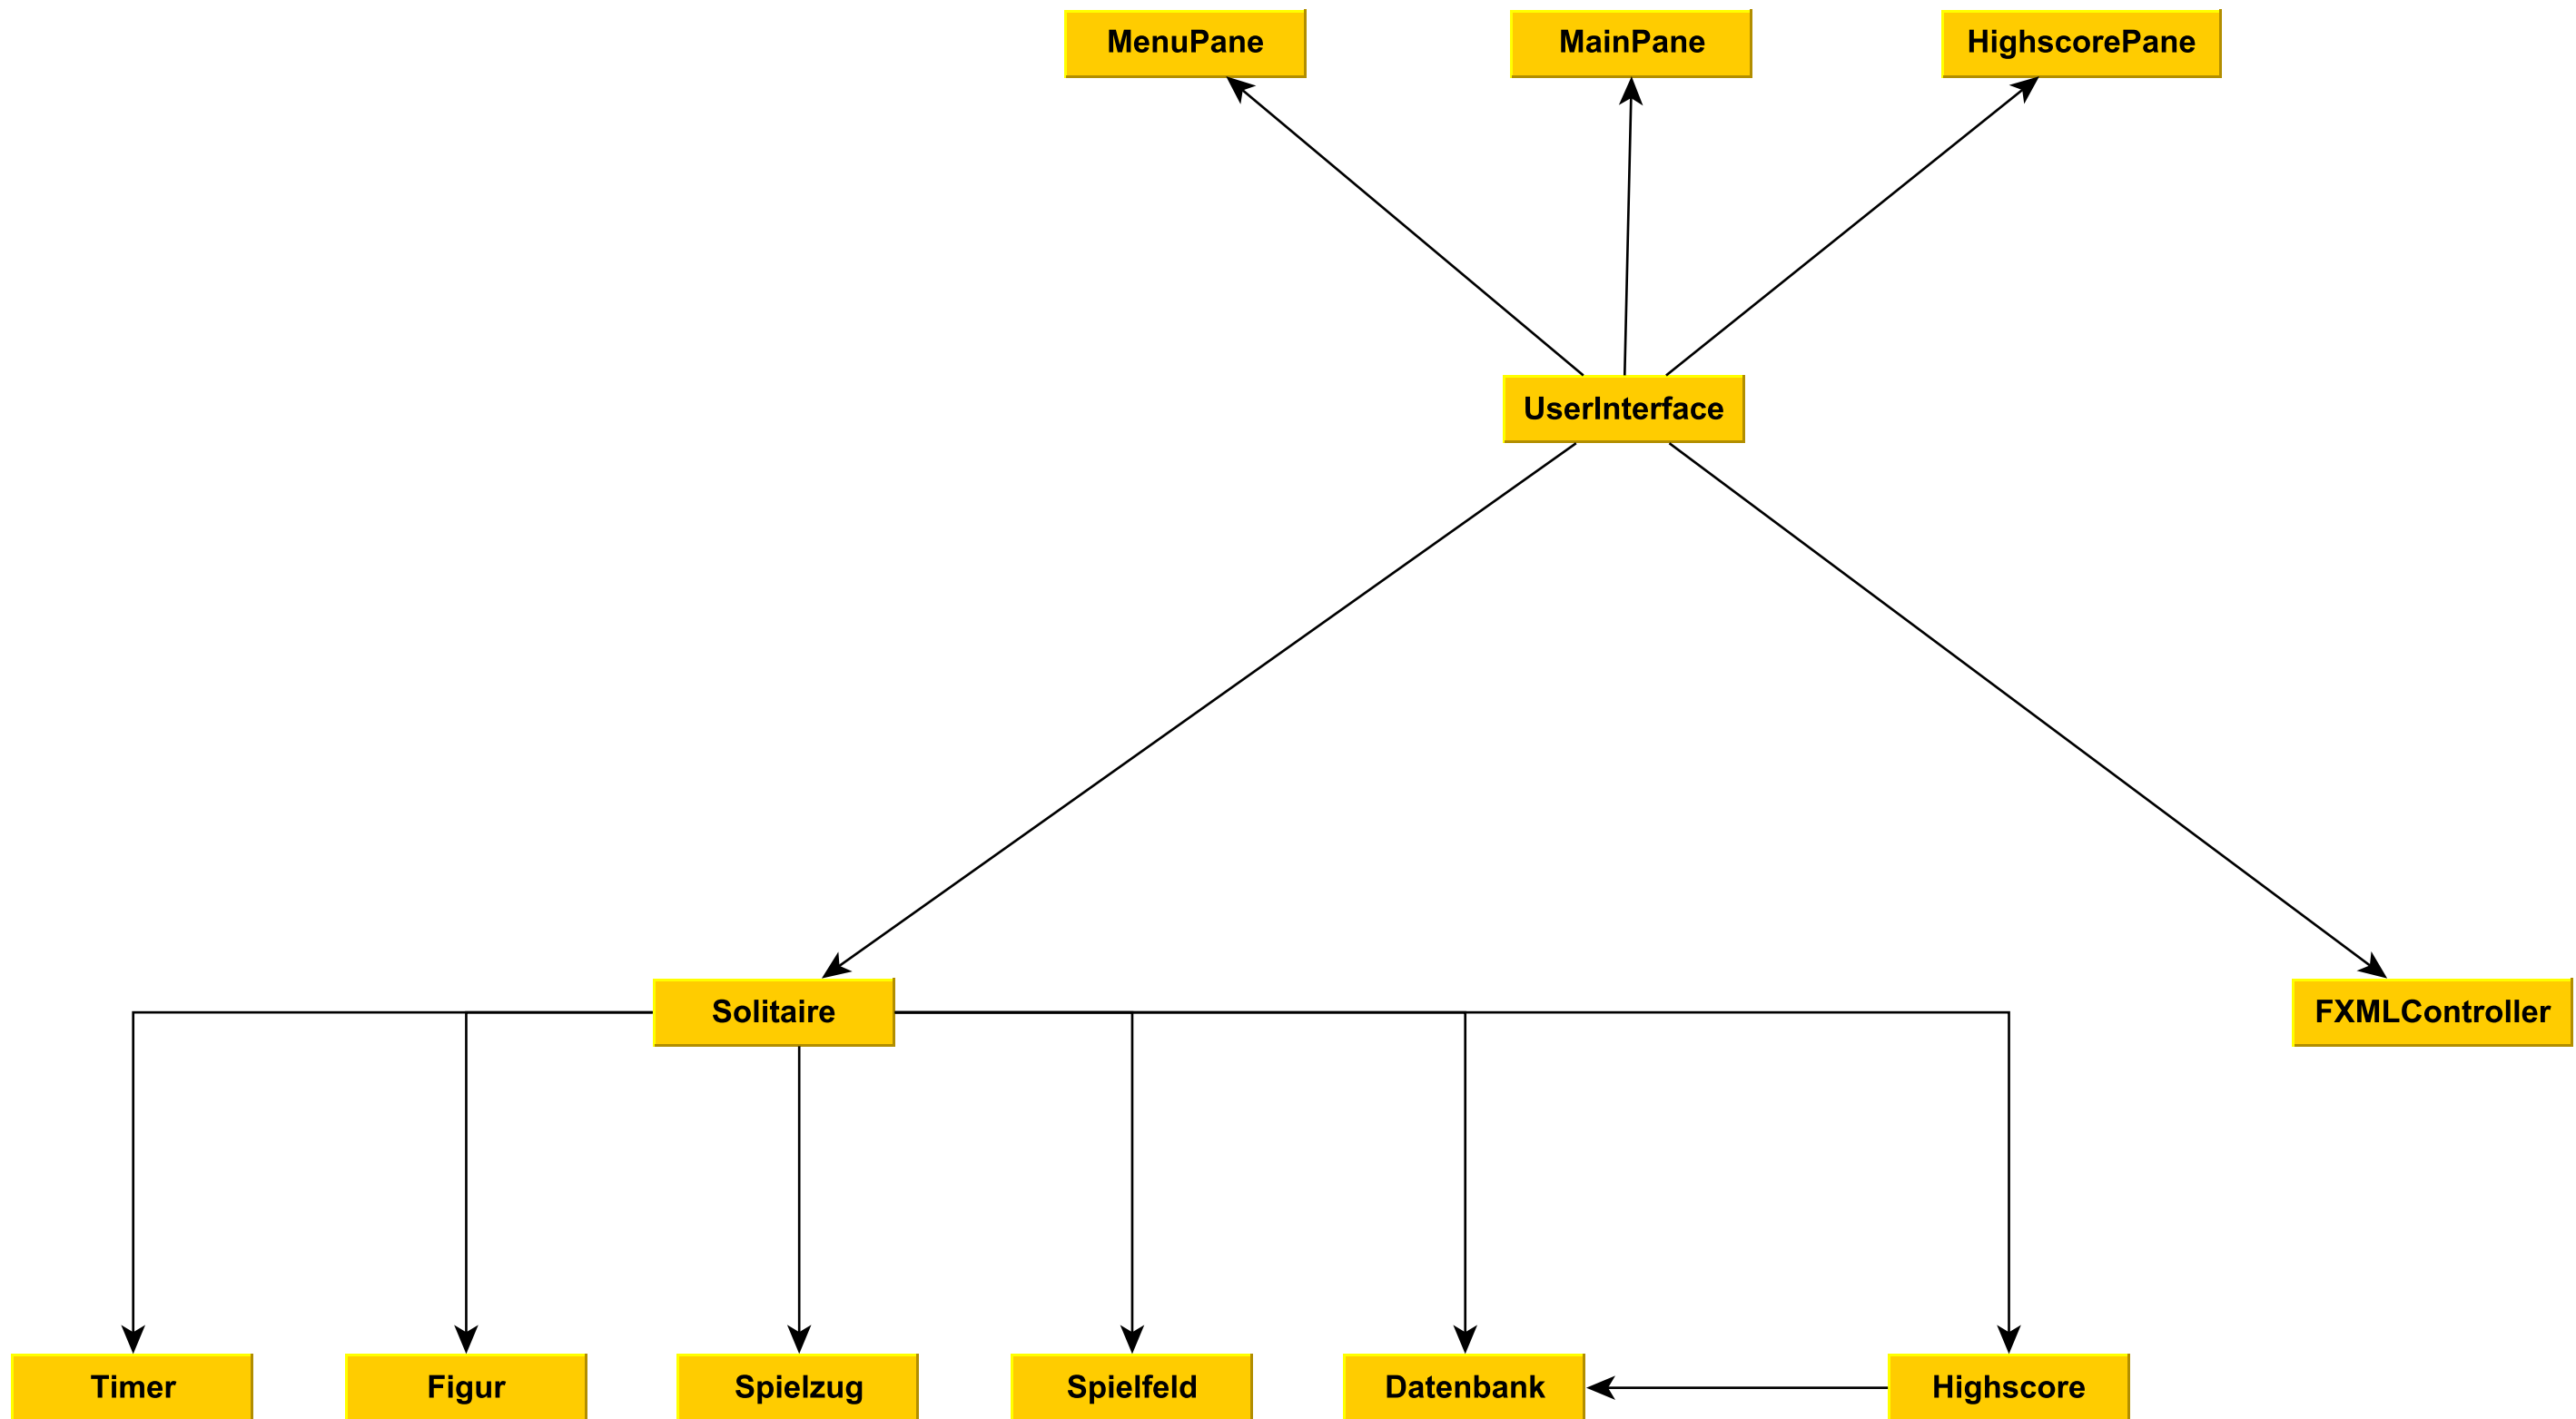 MenuPane
MainPane
HighscorePane
UserInterface
Solitaire
FXMLController
Timer
Figur
Spielzug
Spielfeld
Datenbank
Highscore